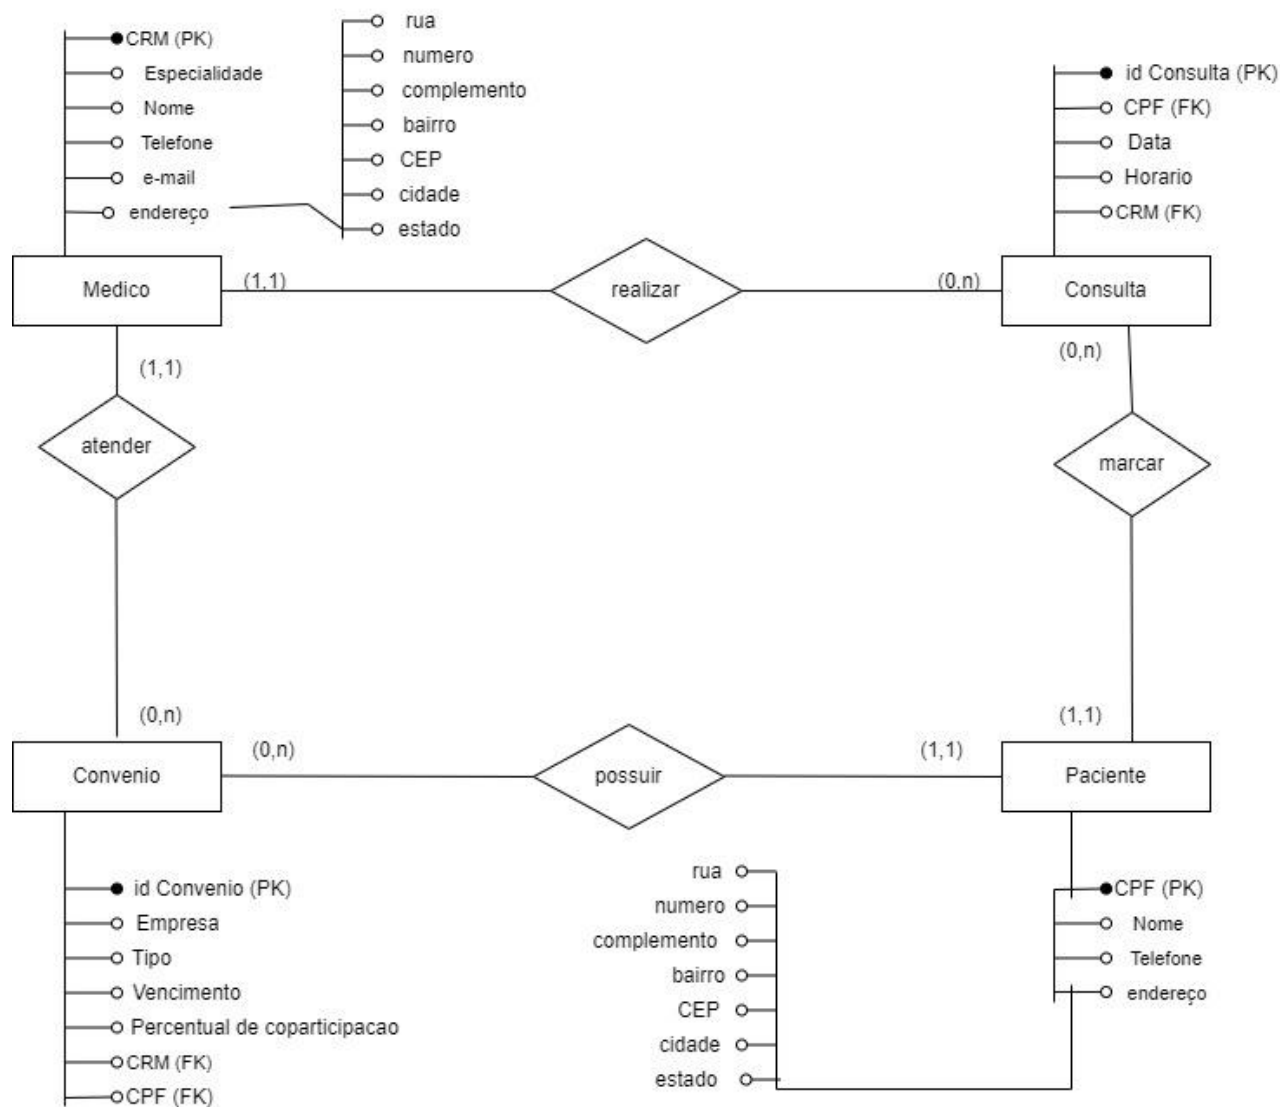 CRM (PK)
Especialidade
Nome
Telefone
e-mail
endereço
rua
numero
complemento
bairro
CEP
cidade
estado
id Consulta (PK)
CPF (FK)
Data
Horario
CRM (FK)
Medico
(1,1)
realizar
(0,n)
Consulta
(1,1)
(0,n)
atender
marcar
(0,n)
(1,1)
Convenio
(0,n)
possuir
(1,1)
Paciente
id Convenio (PK)
Empresa
Tipo
Vencimento
Percentual de coparticipacao
CRM (FK)
CPF (FK)
rua
numero
complemento
bairro
CEP
cidade
estado
CPF (PK)
Nome
Telefone
endereço